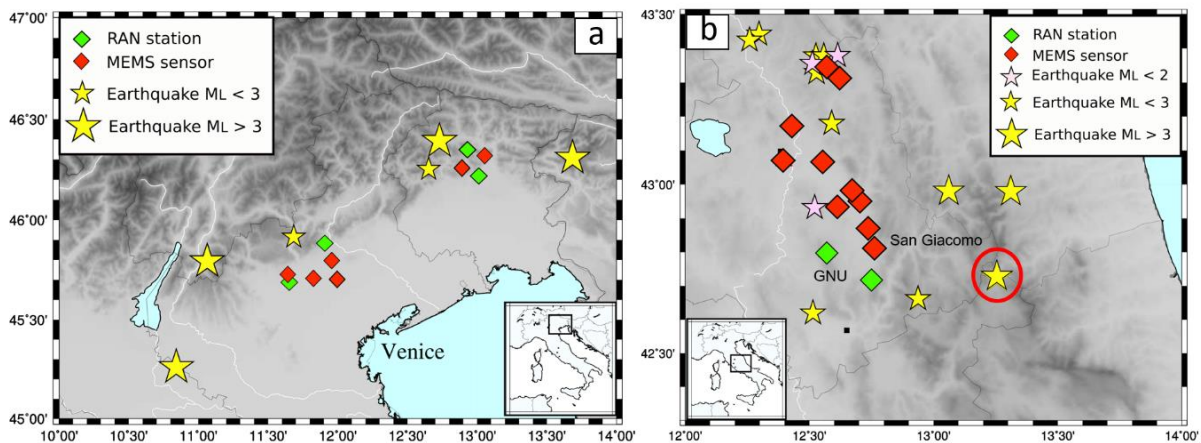 47°00'
46°30'
46°00'
45°30'
45°00'
10°00' 10°30' 11°00' 11°30' 12°00' 12°30' 13°00' 13°30' 14°00'
a
RAN station
MEMS sensor
Earthquake ML < 3
Earthquake ML > 3
Venice
43°30'
43°00'
42°30'
12°00' 12°30' 13°00' 13°30' 14°00'
b
RAN station
MEMS sensor
Earthquake ML < 2
Earthquake ML < 3
Earthquake ML > 3
San Giacomo
GNU